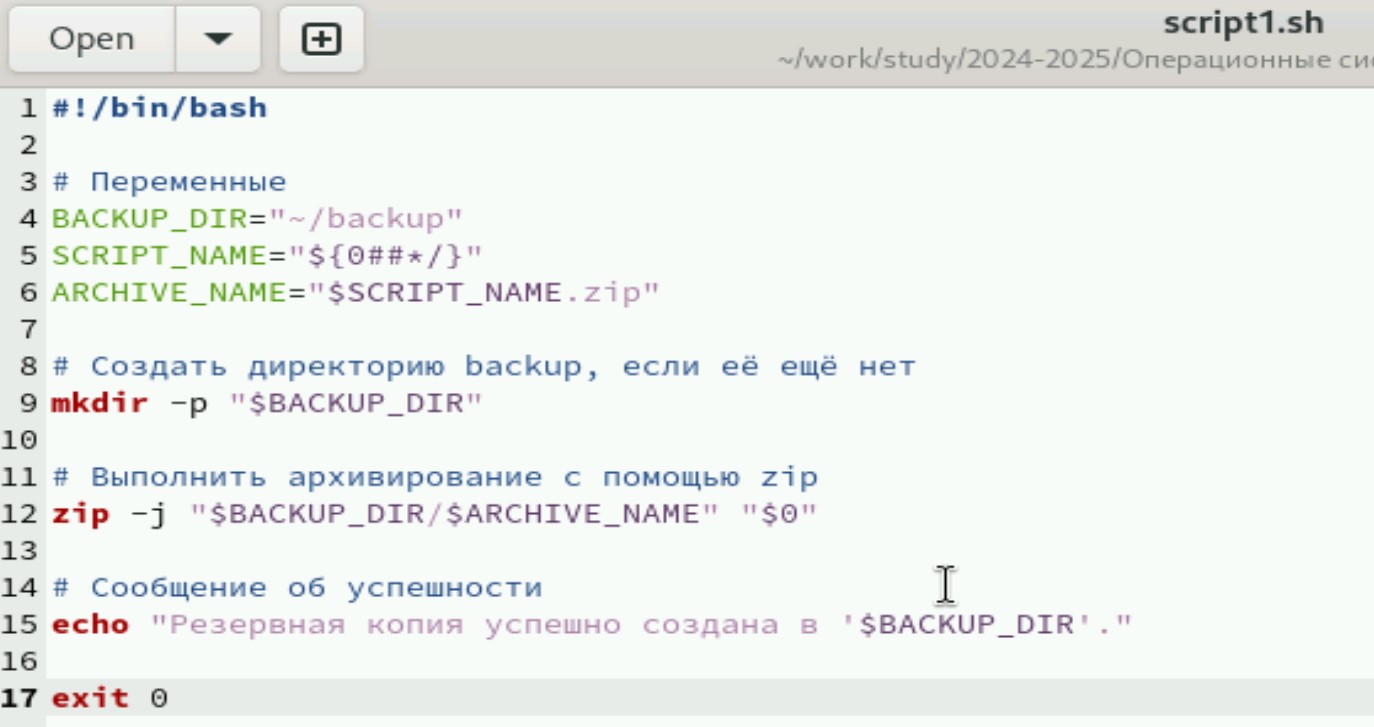 Open
script1.sh
~/work/study/2024-2025/Операционные
1 #!/bin/bash
2
3 # Переменные
4 BACKUP_DIR="~/backup"
5 SCRIPT_NAME="${0##*/}"
6 ARCHIVE_NAME="$SCRIPT_NAME.zip"
7
8 # Создать директорию backup, если её ещё нет
9 mkdir -p "$BACKUP_DIR"
10
11 # Выполнить архивирование с помощью zip
12 zip -j "$BACKUP_DIR/$ARCHIVE_NAME" "$0"
13
14 # Сообщение об успешности
15 echo "Резервная копия успешно создана в '$BACKUP_DIR'."
16
17 exit 0